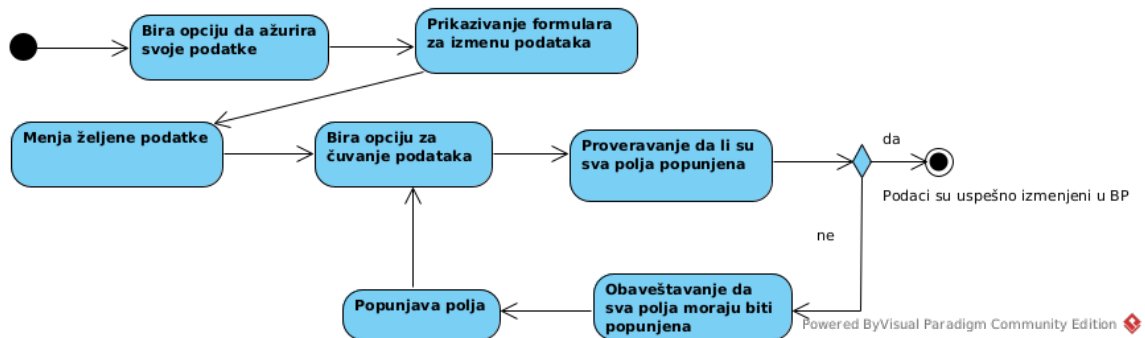 Bira opciju da ažurira
svoje podatke
Prikazivanje formulara
za izmenu podataka
Menja željene podatke
Bira opciju za
čuvanje podataka
Proveravanje da li su
sva polja popunjena
da
Podaci su uspešno izmenjeni u BP
ne
Obaveštavanje da
sva polja moraju biti
popunjena
Popunjava polja
Powered ByVisual Paradigm Community Edition